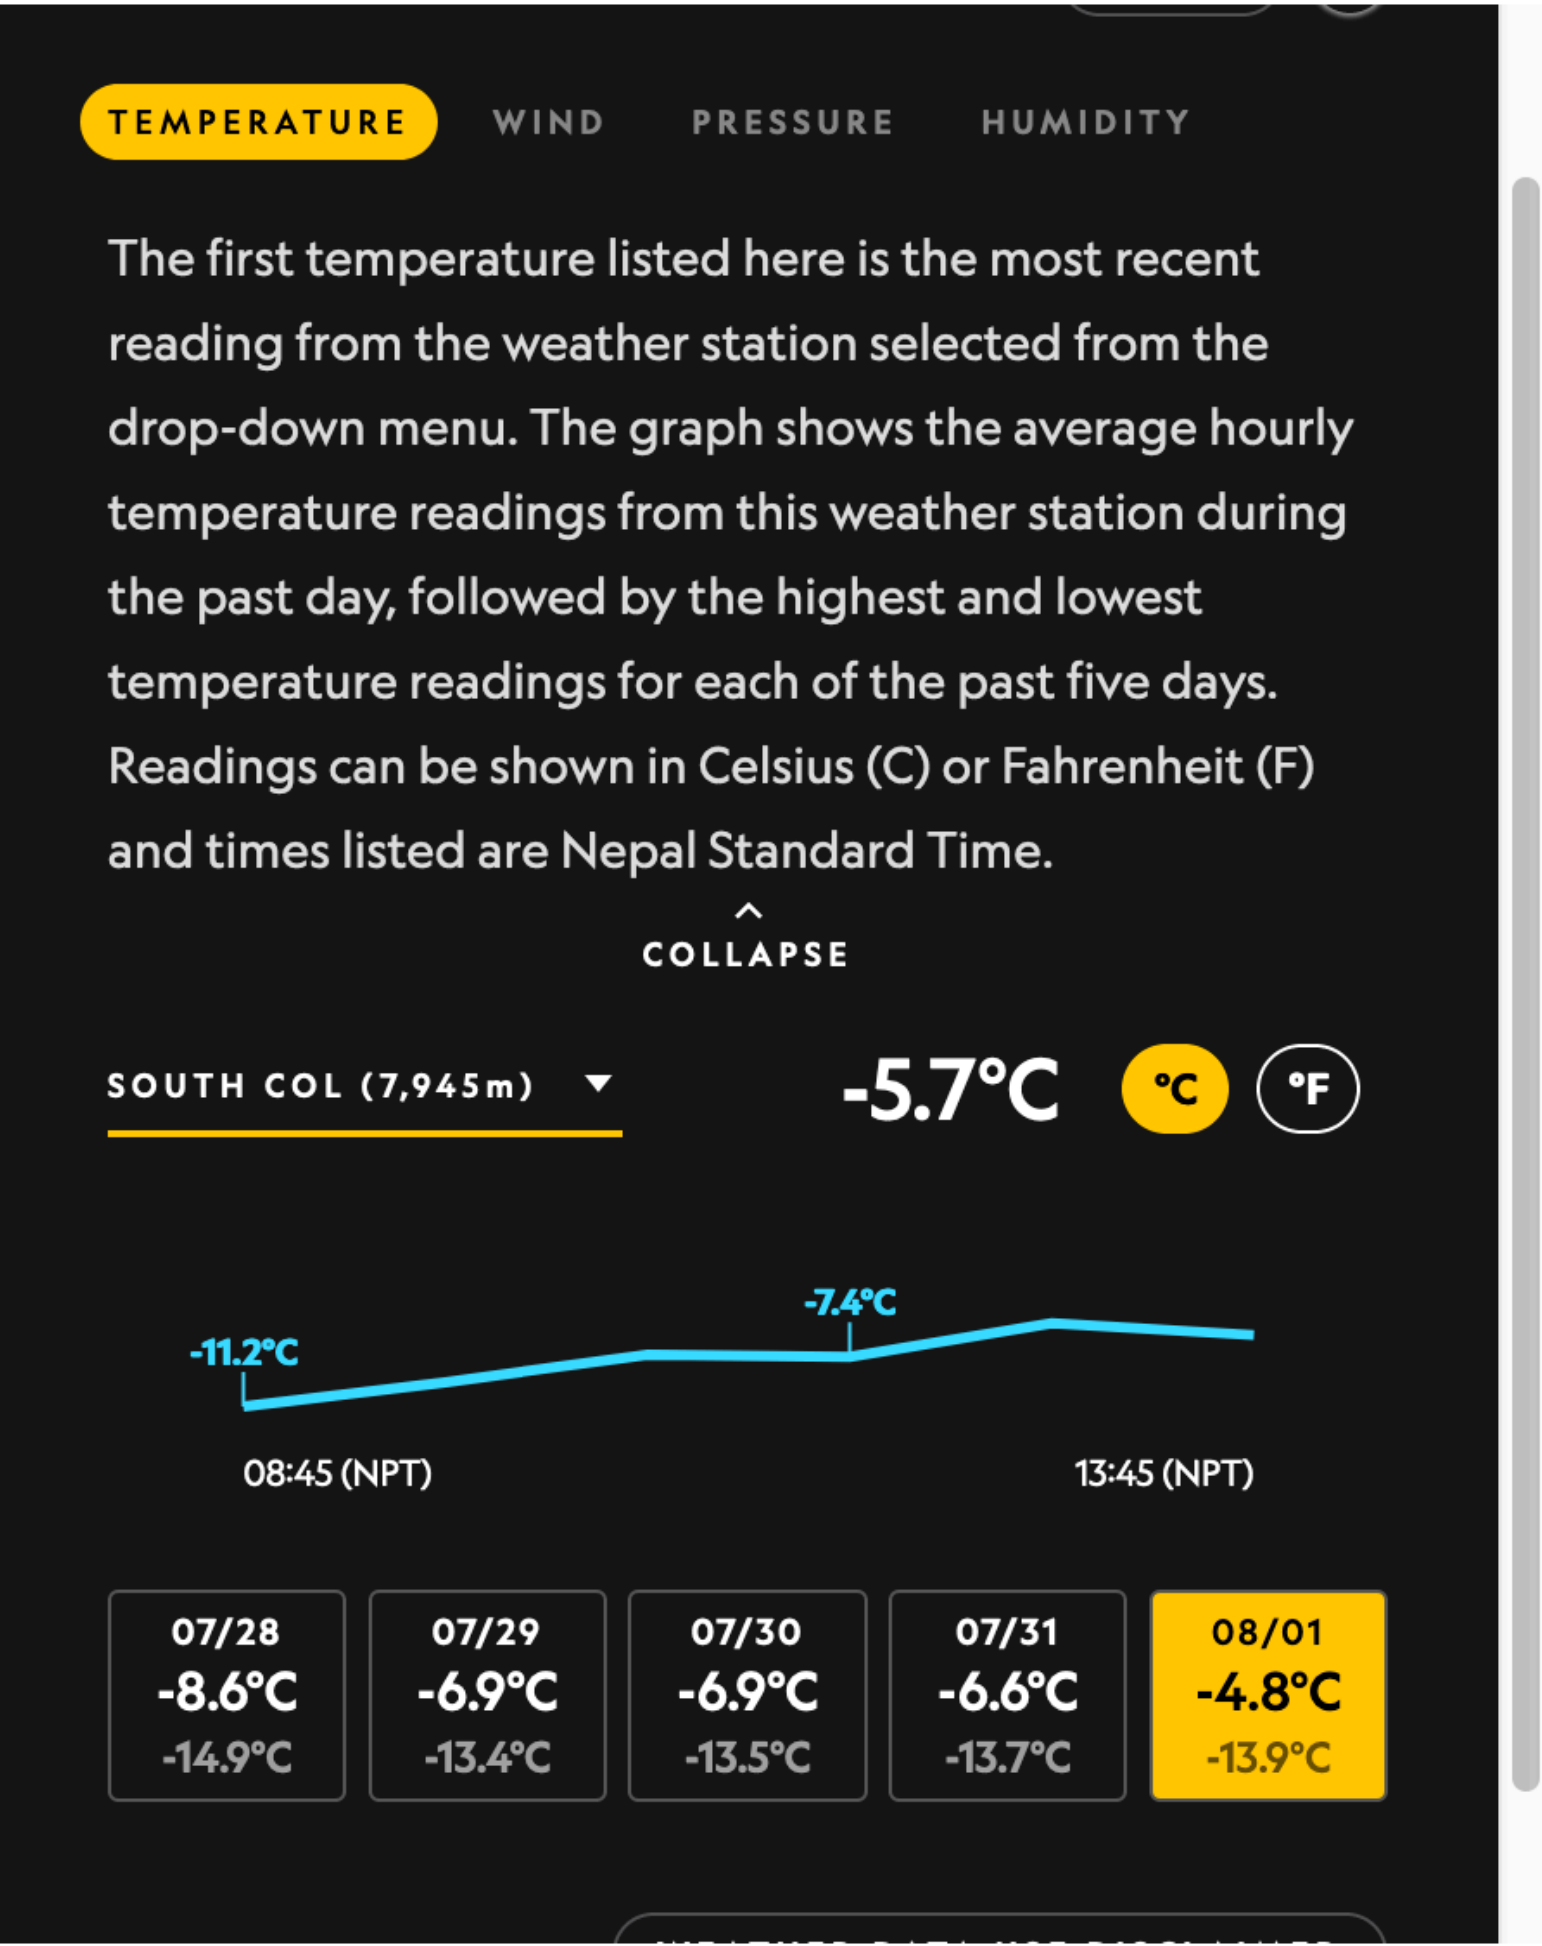 TEMPERATURE WIND PRESSURE HUMIDITY
The first temperature listed here is the most recent
reading from the weather station selected from the
drop-down menu. The graph shows the average hourly
temperature readings from this weather station during
the past day, followed by the highest and lowest
temperature readings for each of the past five days.
Readings can be shown in Celsius (C) or Fahrenheit (F)
and times listed are Nepal Standard Time.
COLLAPSE
SOUTH COL (7,945m) -5.7°C °C °F
-7.4°C
-11.2°C
08:45 (NPT) 13:45 (NPT)
07/28 07/29 07/30 07/31 08/01
-8.6°C -6.9°C -6.9°C -6.6°C -4.8°C
-14.9°C -13.4°C -13.5°C -13.7°C -13.9°C